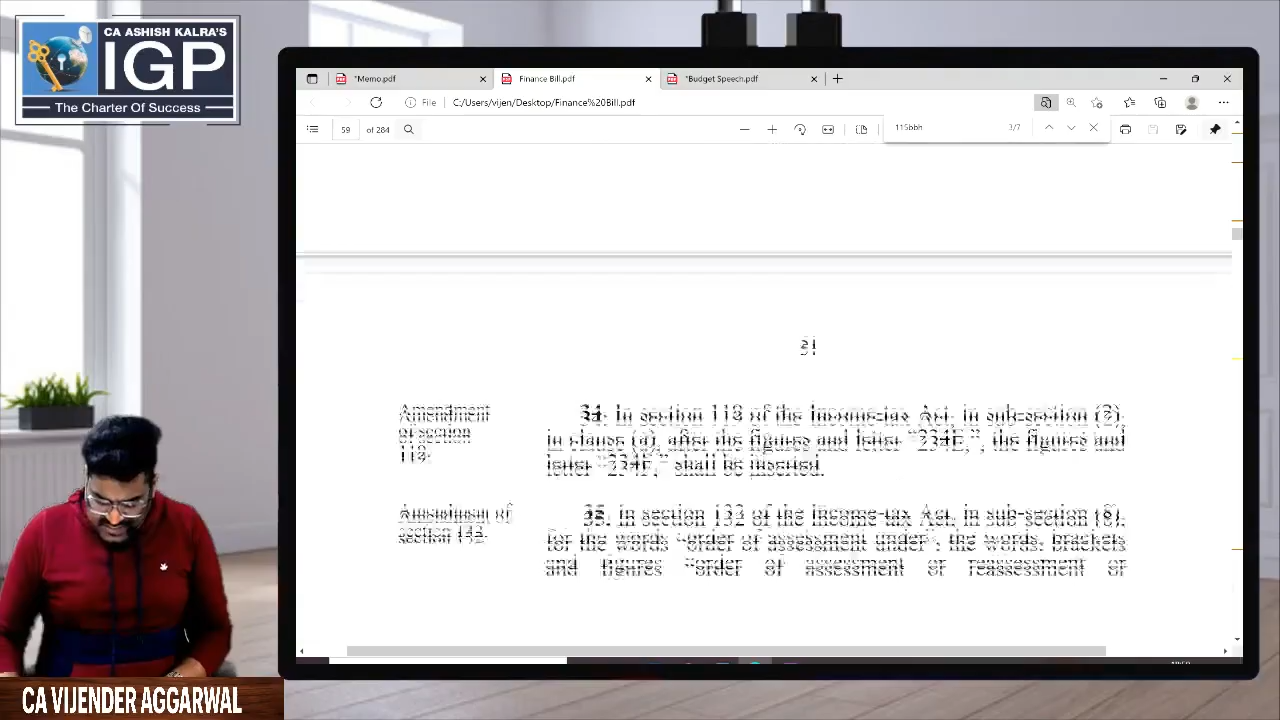 CA ASHISH KALRA'S
IGP
The Charter Of Success
*Memo.pdf
Finance Bill.pdf
*Budget Speech.pdf
File
C:/Users/vijen/Desktop/Finance%20Bill.pdf
59 of 284
115bbh
3/7
Amendment
of section
119.
34. In section 119 of the Income-tax Act, in sub-section (2),
in clause (a), after the figures and letter “234E,”, the figures and
letter “234F,” shall be inserted.
Amendment of
section 132.
35. In section 132 of the Income-tax Act, in sub-section (8),
for the words “order of assessment under”, the words, brackets
and figures “order of assessment or reassessment or
CA VIJENDER AGGARWAL